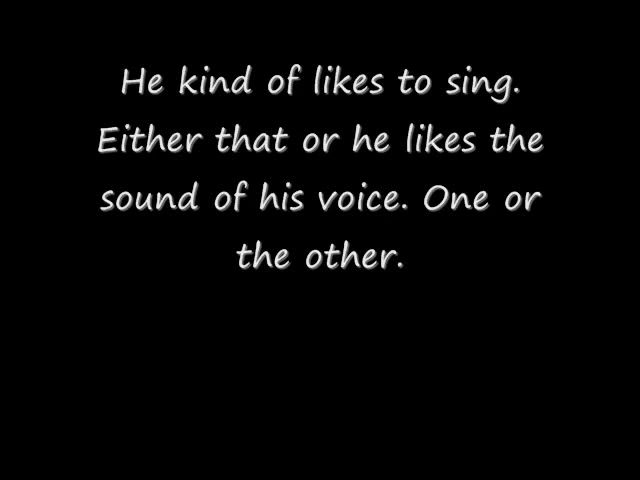 He kind of likes to sing.
Either that or he likes the
sound of his voice. One or
the other.